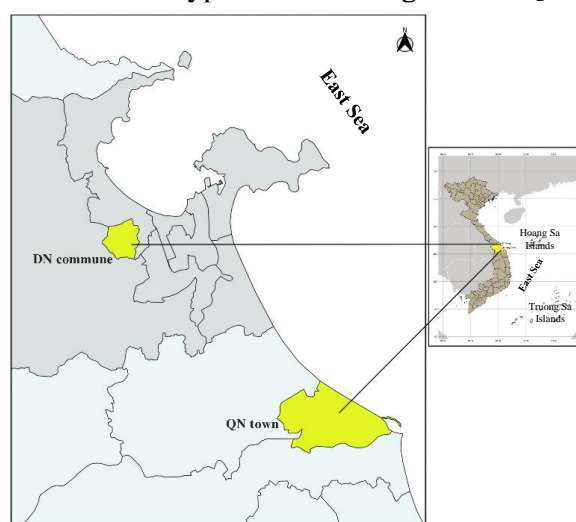 N
East Sea
DN commune
QN town
Hoang Sa
Islands
East Sea
Truong Sa
Islands